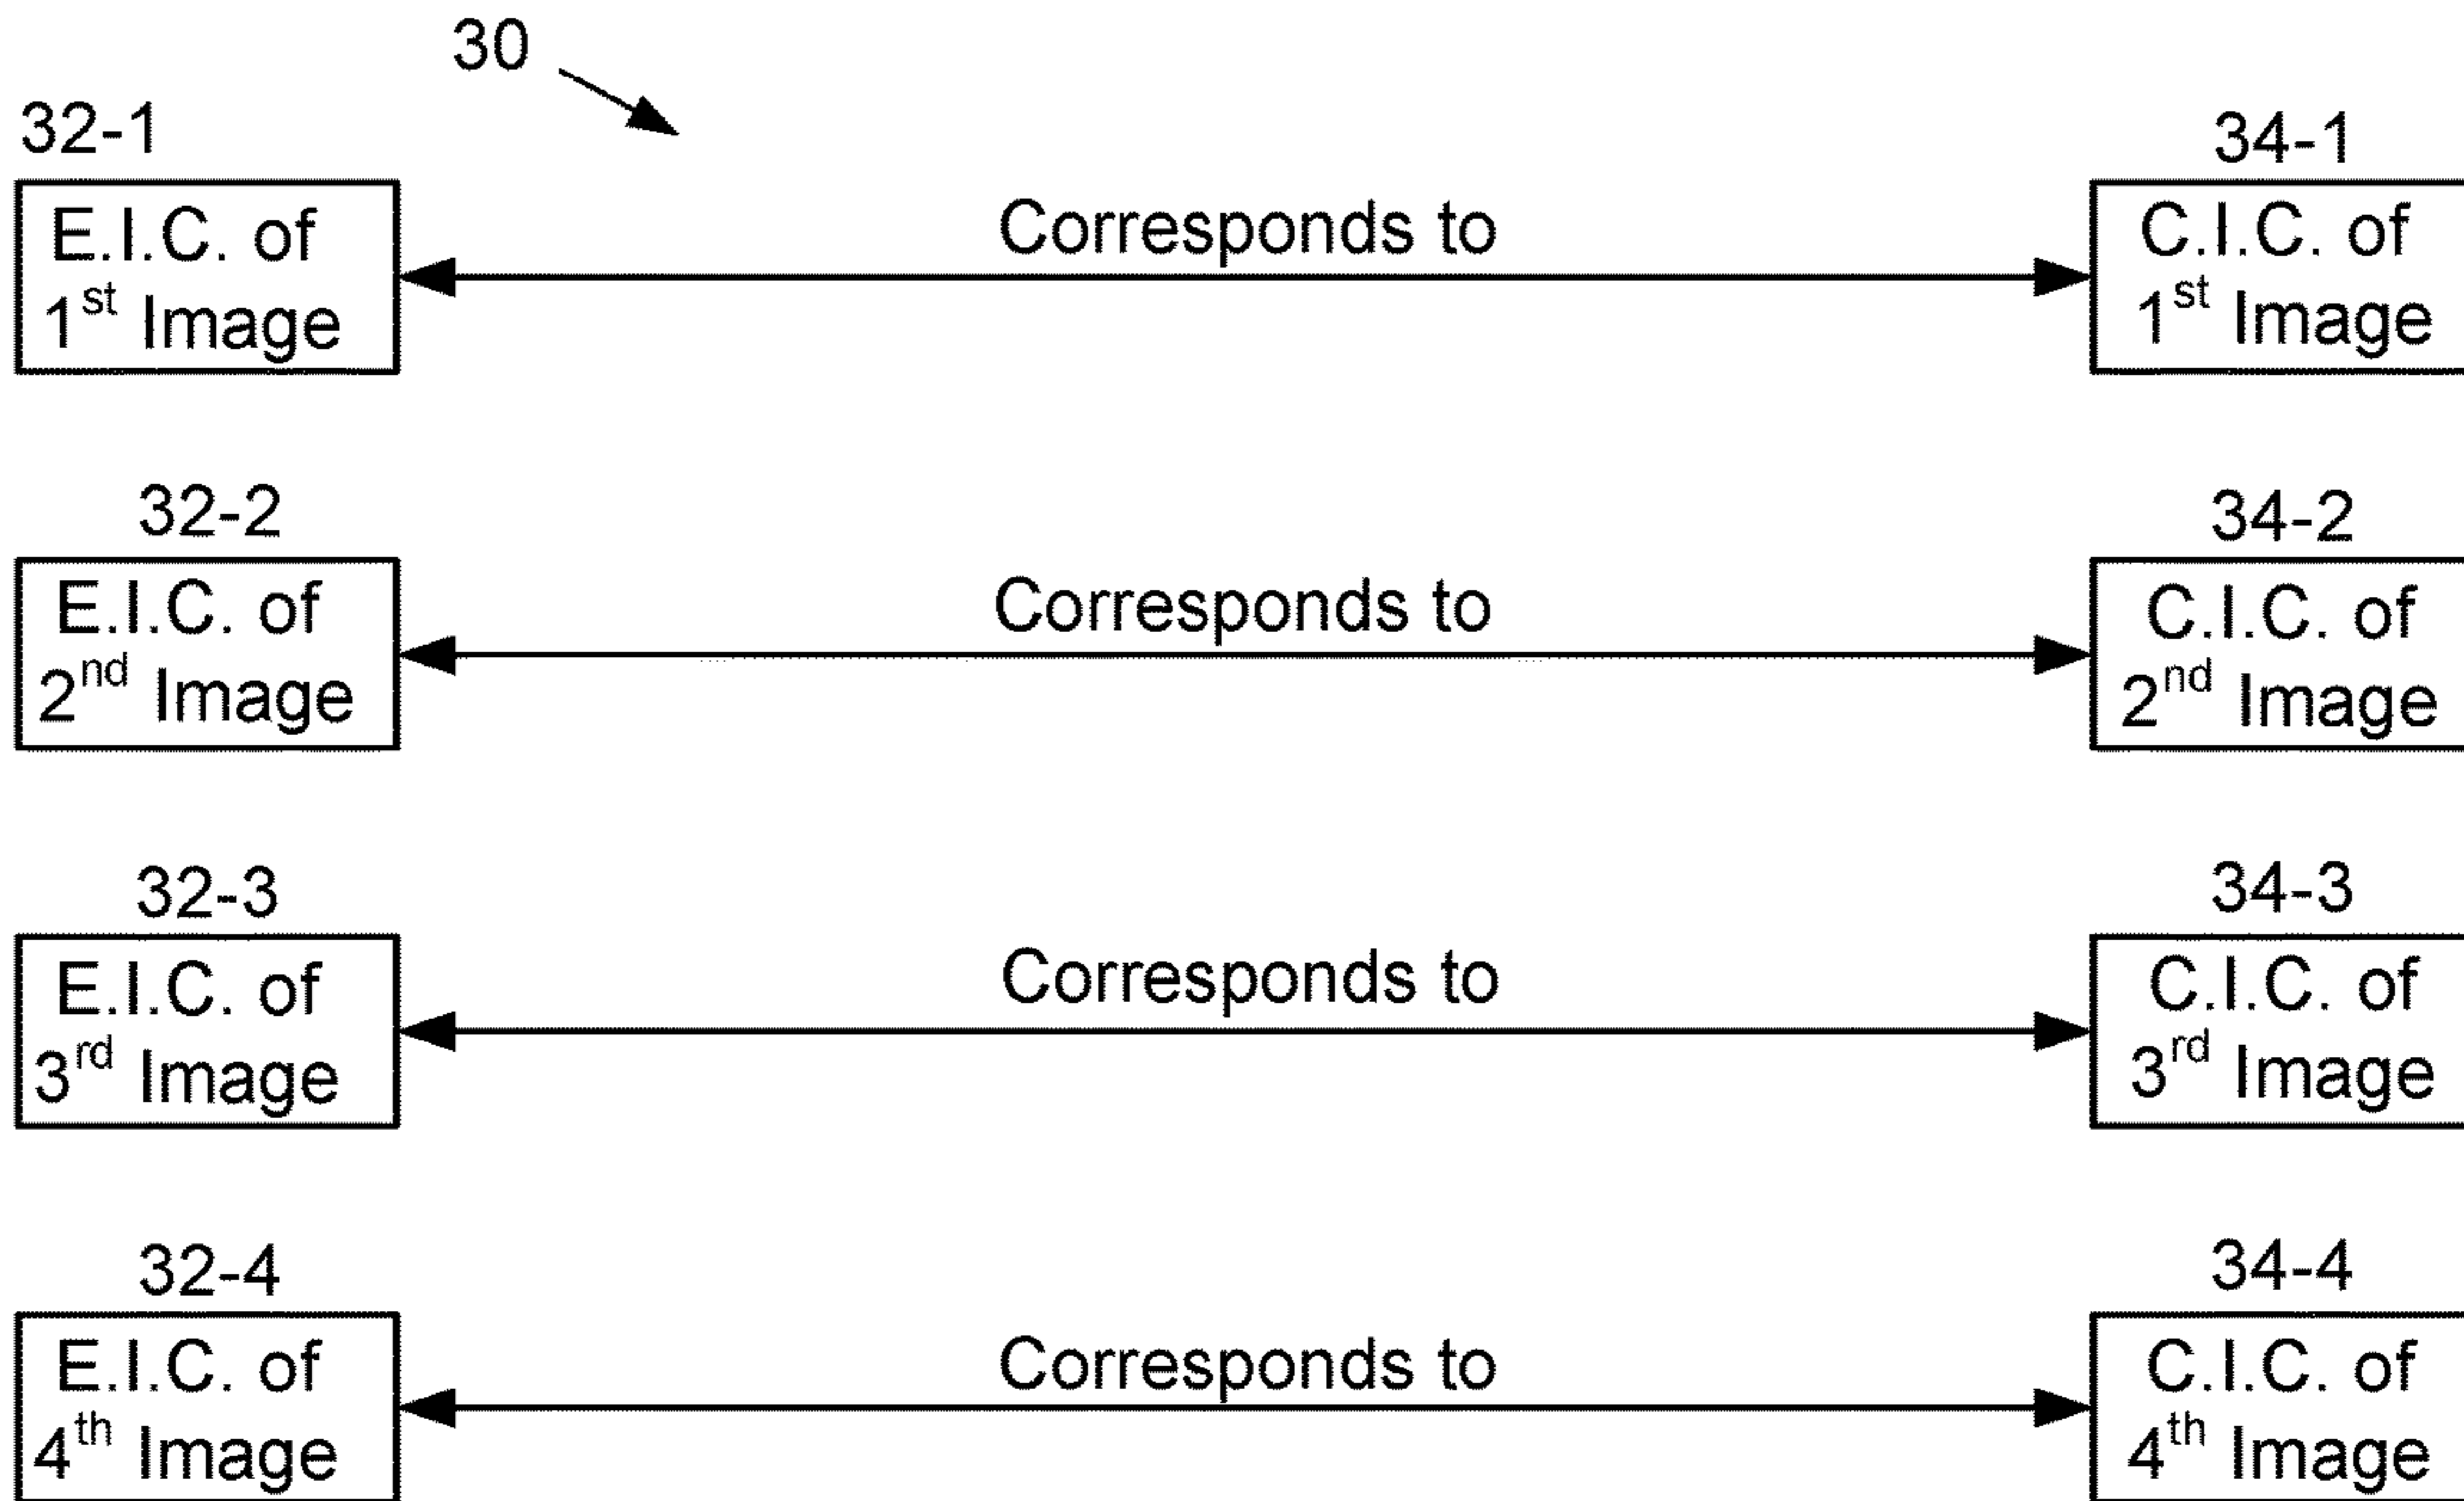 30
32-1
34-1
E.I.C. of
1st Image
Corresponds to
C.I.C. of
1st Image
32-2
34-2
E.I.C. of
2nd Image
Corresponds to
C.I.C. of
2nd Image
32-3
34-3
E.I.C. of
3rd Image
Corresponds to
C.I.C. of
3rd Image
32-4
34-4
E.I.C. of
4th Image
Corresponds to
C.I.C. of
4th Image